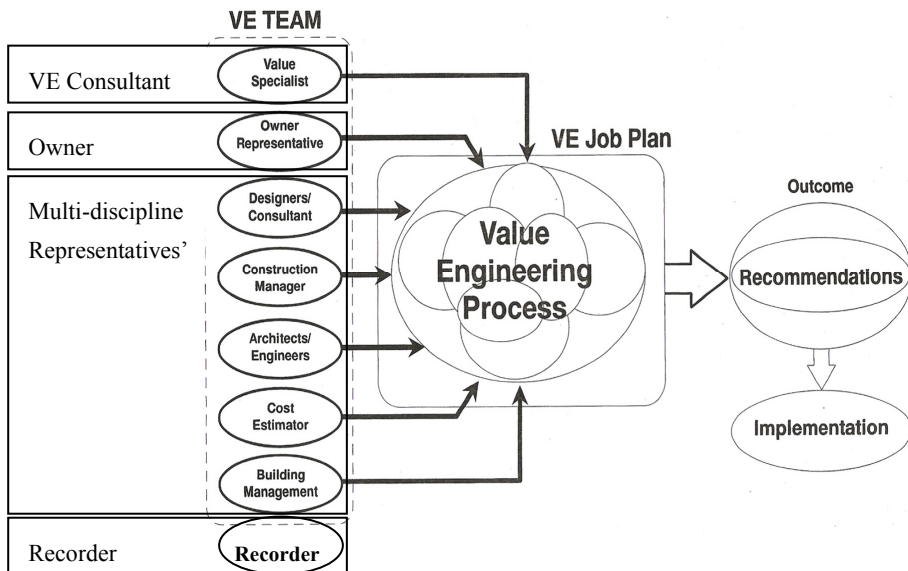 VE TEAM
VE Consultant
Value
Specialist
Owner
Owner
Representative
VE Job Plan
Multi-discipline
Representatives’
Designers/
Consultant
Construction
Manager
Architects/
Engineers
Cost
Estimator
Building
Management
Recorder
Recorder
Value
Engineering
Process
Outcome
Recommendations
Implementation